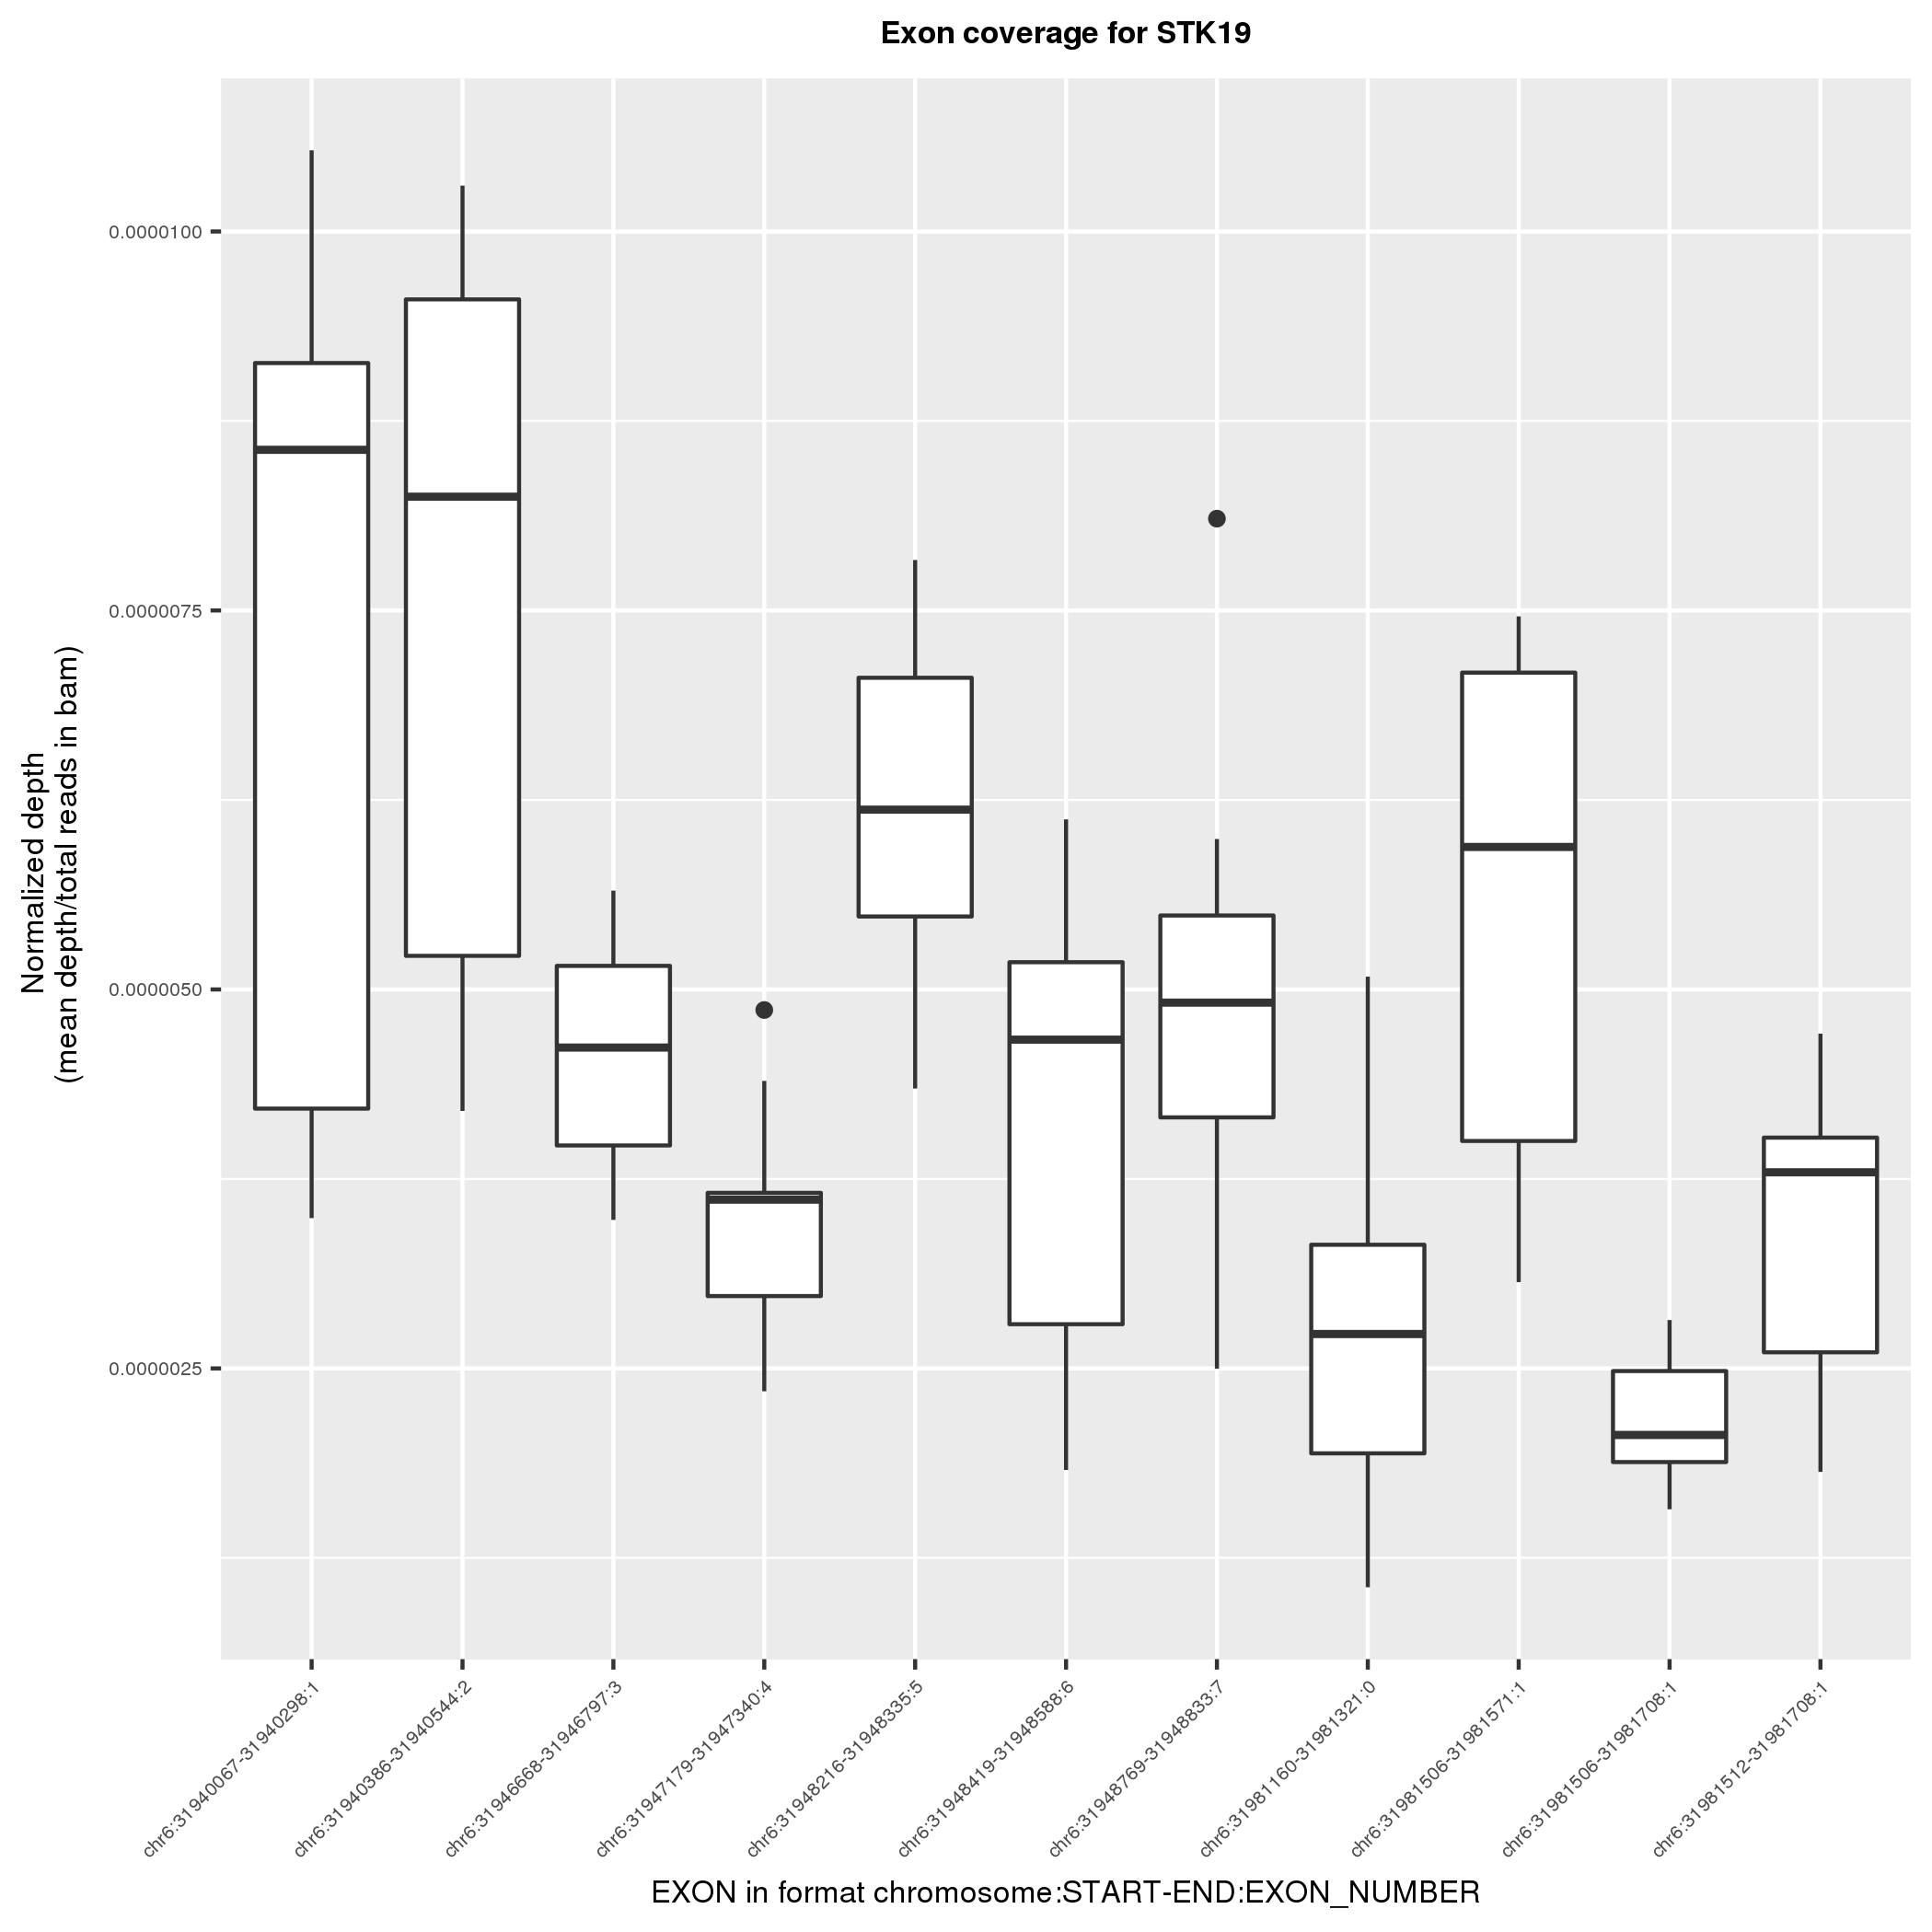 Exon coverage for STK19
Normalized depth
(mean depth/total reads in bam)
0.0000100
0.0000075
0.0000050
0.0000025
chr6:31940067-31940298:1
chr6:31940386-31940544:2
chr6:31946668-31946797:3
chr6:31947179-31947340:4
chr6:31948216-31948335:5
chr6:31948419-31948588:6
chr6:31948769-31948833:7
chr6:31981160-31981321:0
chr6:31981506-31981571:1
chr6:31981506-31981708:1
chr6:31981512-31981708:1
EXON in format chromosome:START-END:EXON_NUMBER